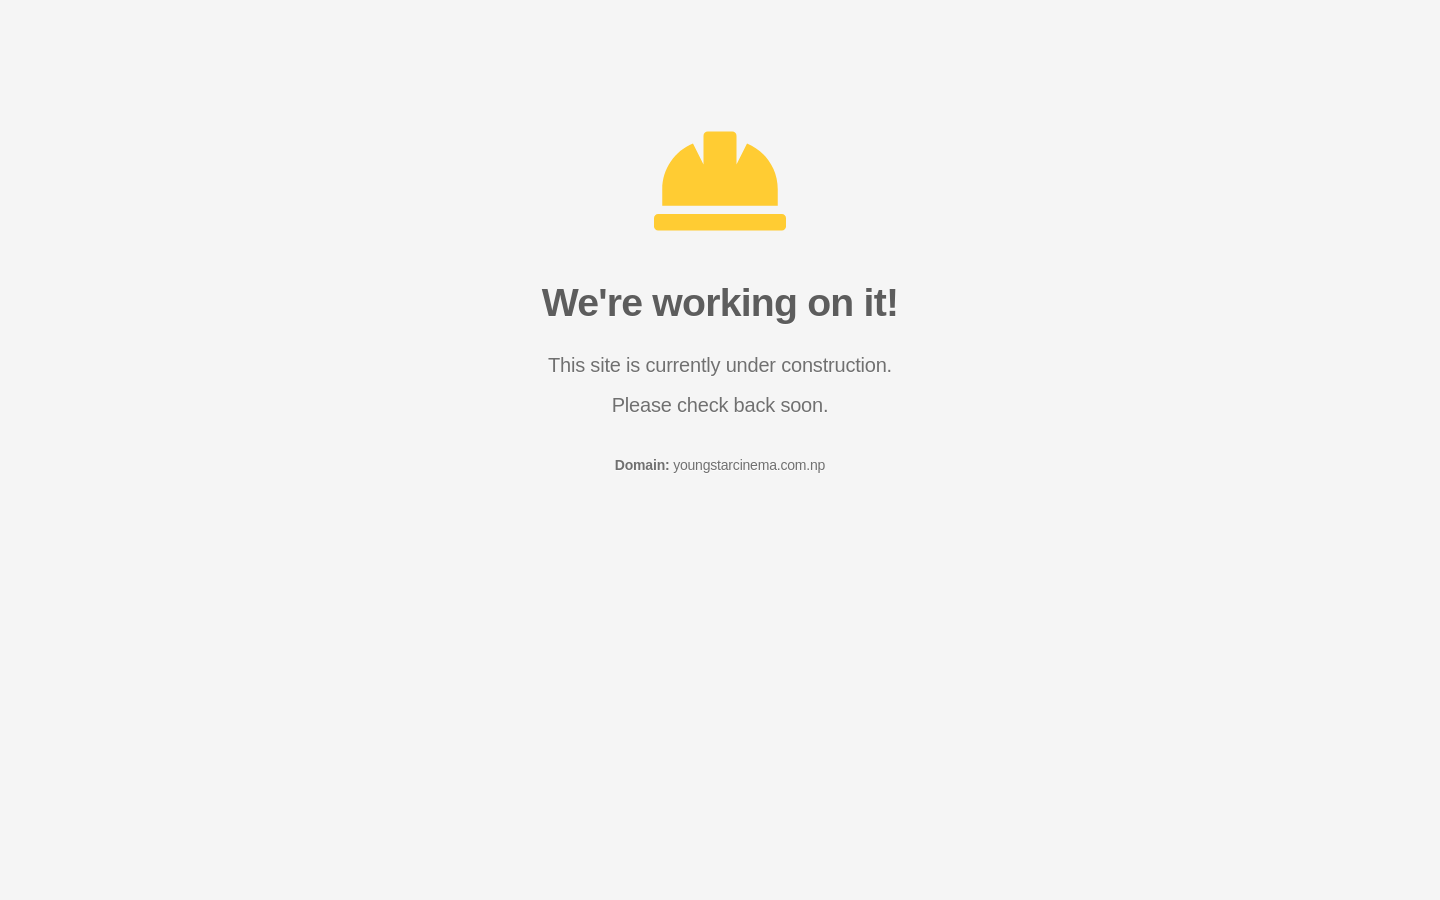 We're working on it!
This site is currently under construction.
Please check back soon.
Domain: youngstarcinema.com.np